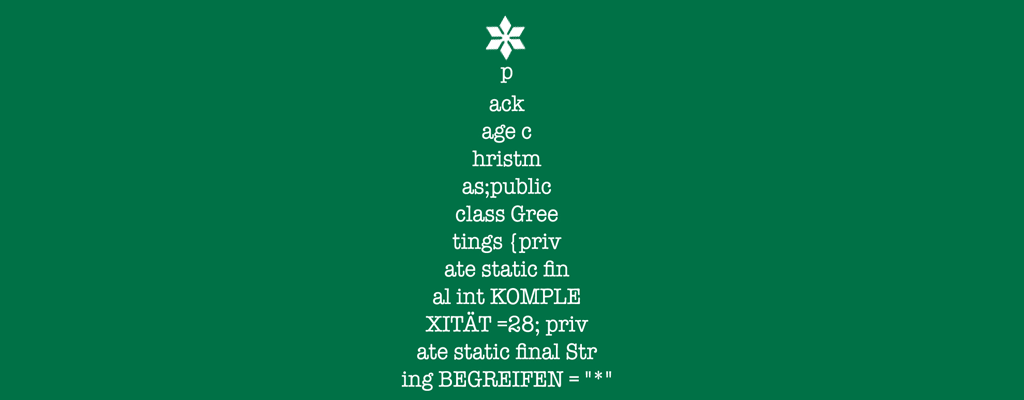 p
ack
age c
hristm
as;public
class Gree
tings {priv
ate static fin
al int KOMPLE
XITÄT =28; priv
ate static final Str
ing BEGREIFEN = "*"